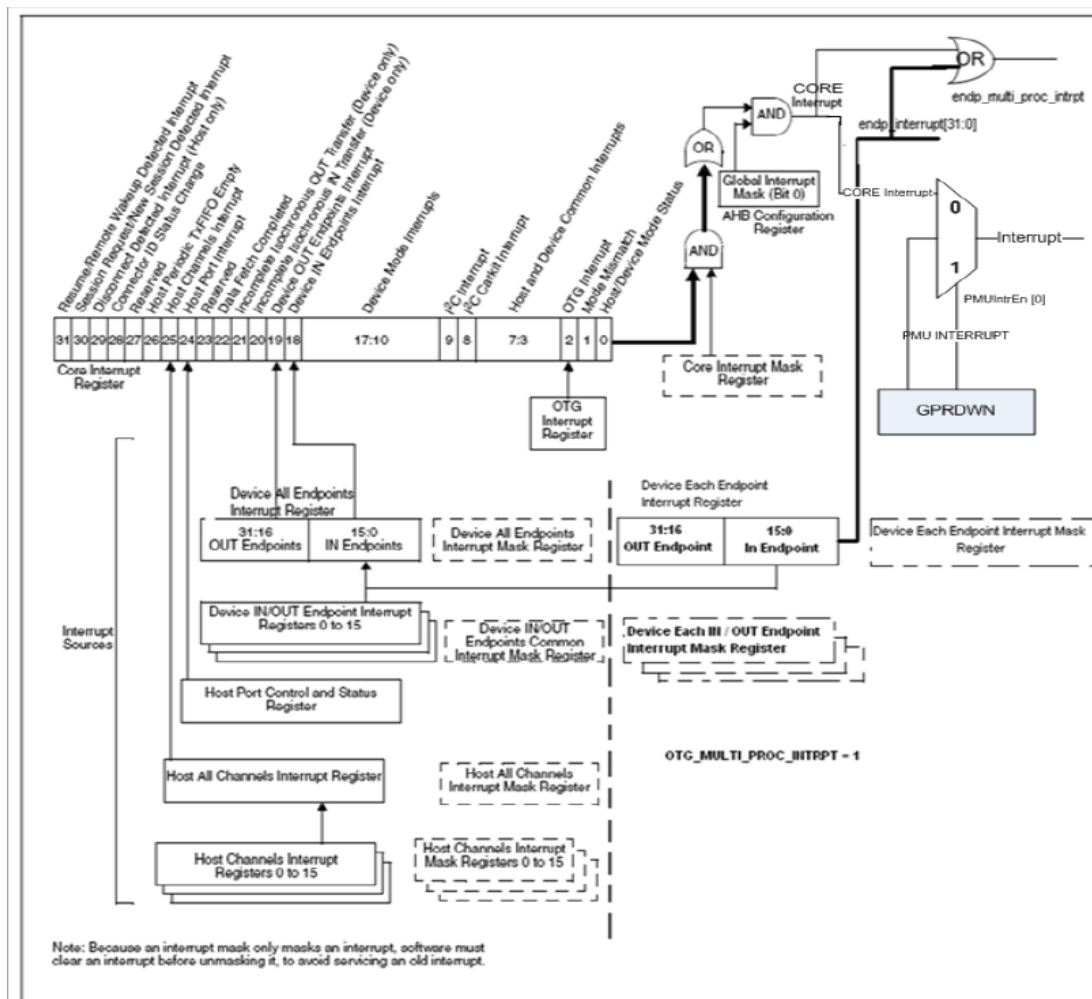 Resume/Remote Wakeup Detected Interrupt
Session Request/New Session Detected Interrupt
Disconnect Detected Interrupt (Host only)
Connector ID Status Change
Reserved
Host Periodic TxFIFO Empty
Host Channels Interrupt
Host Port Interrupt
Reserved
Data Fetch Completed
Incomplete Isochronous OUT Transfer (Device only)
Incomplete Isochronous IN Transfer (Device only)
Device OUT Endpoints Interrupt
Device IN Endpoints Interrupt
Device Mode Interrupts
I²C Interrupt
I²C Carkit Interrupt
Host and Device Common Interrupts
OTG Interrupt
Mode Mismatch
Host/Device Mode Status
31 30 29 28 27 26 25 24 23 22 21 20 19 18 17:10 9 8 7:3 2 1 0
Core Interrupt
Register
OR
endp_multi_proc_intrpt
CORE
Interrupt
AND
endp_interrupt[31:0]
OR
Global Interrupt
Mask (Bit 0)
AHB Configuration
Register
CORE Interrupt
0
1
Interrupt
AND
PMUIntrEn [0]
PMU INTERRUPT
Core Interrupt Mask
Register
GPRDWN
OTG
Interrupt
Register
Device All Endpoints
Interrupt Register
31:16
OUT Endpoints
15:0
IN Endpoints
Device All Endpoints
Interrupt Mask Register
Device Each Endpoint
Interrupt Register
31:16
OUT Endpoint
15:0
In Endpoint
Device Each Endpoint Interrupt Mask
Register
Interrupt
Sources
Device IN/OUT Endpoint Interrupt
Registers 0 to 15
Device IN/OUT
Endpoints Common
Interrupt Mask Register
Device Each IN / OUT Endpoint
Interrupt Mask Register
Host Port Control and Status
Register
OTG_MULTI_PROC_INTRPT = 1
Host All Channels Interrupt Register
Host All Channels
Interrupt Mask Register
Host Channels Interrupt
Registers 0 to 15
Host Channels Interrupt
Mask Registers 0 to 15
Note: Because an interrupt mask only masks an interrupt, software must
clear an interrupt before unmasking it, to avoid servicing an old interrupt.